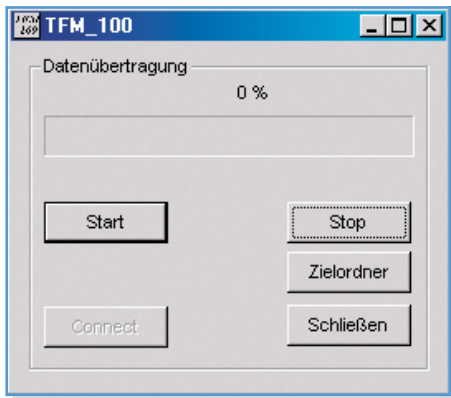 TFM_100
Datenübertragung
0 %
Start
Stop
Zielordner
Connect
Schließen